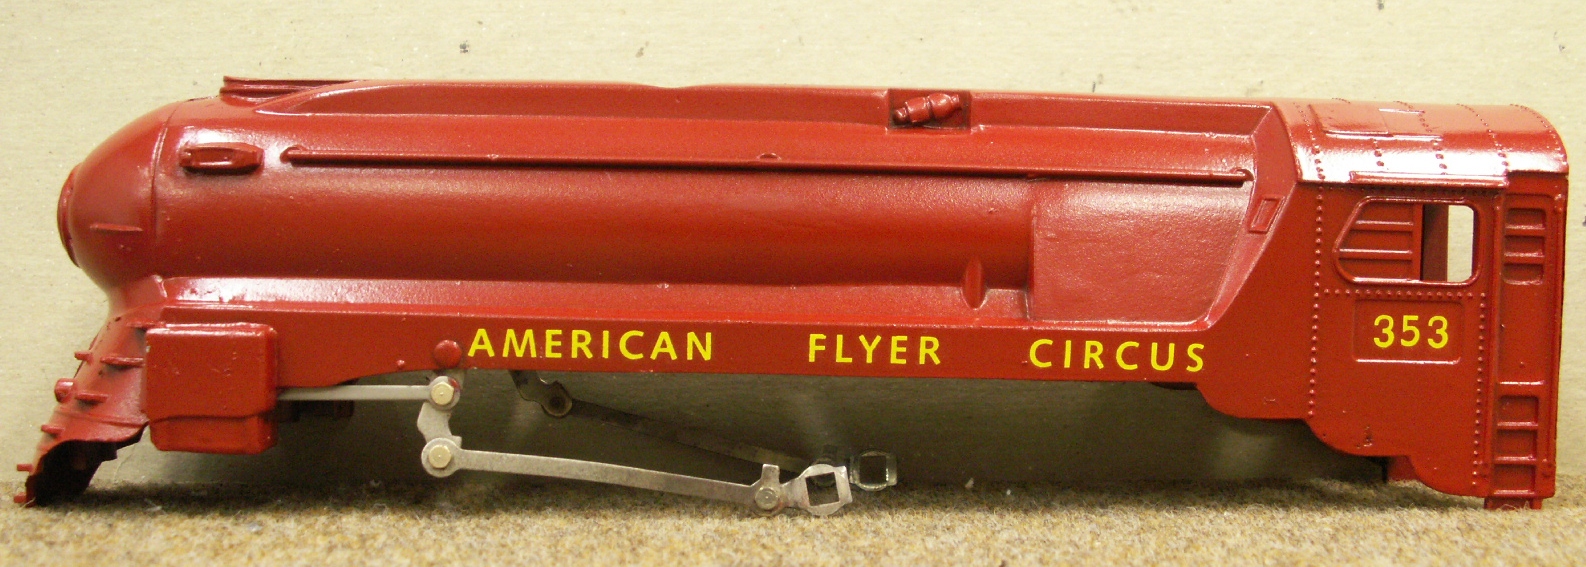 AMERICAN FLYER CIRCUS
353